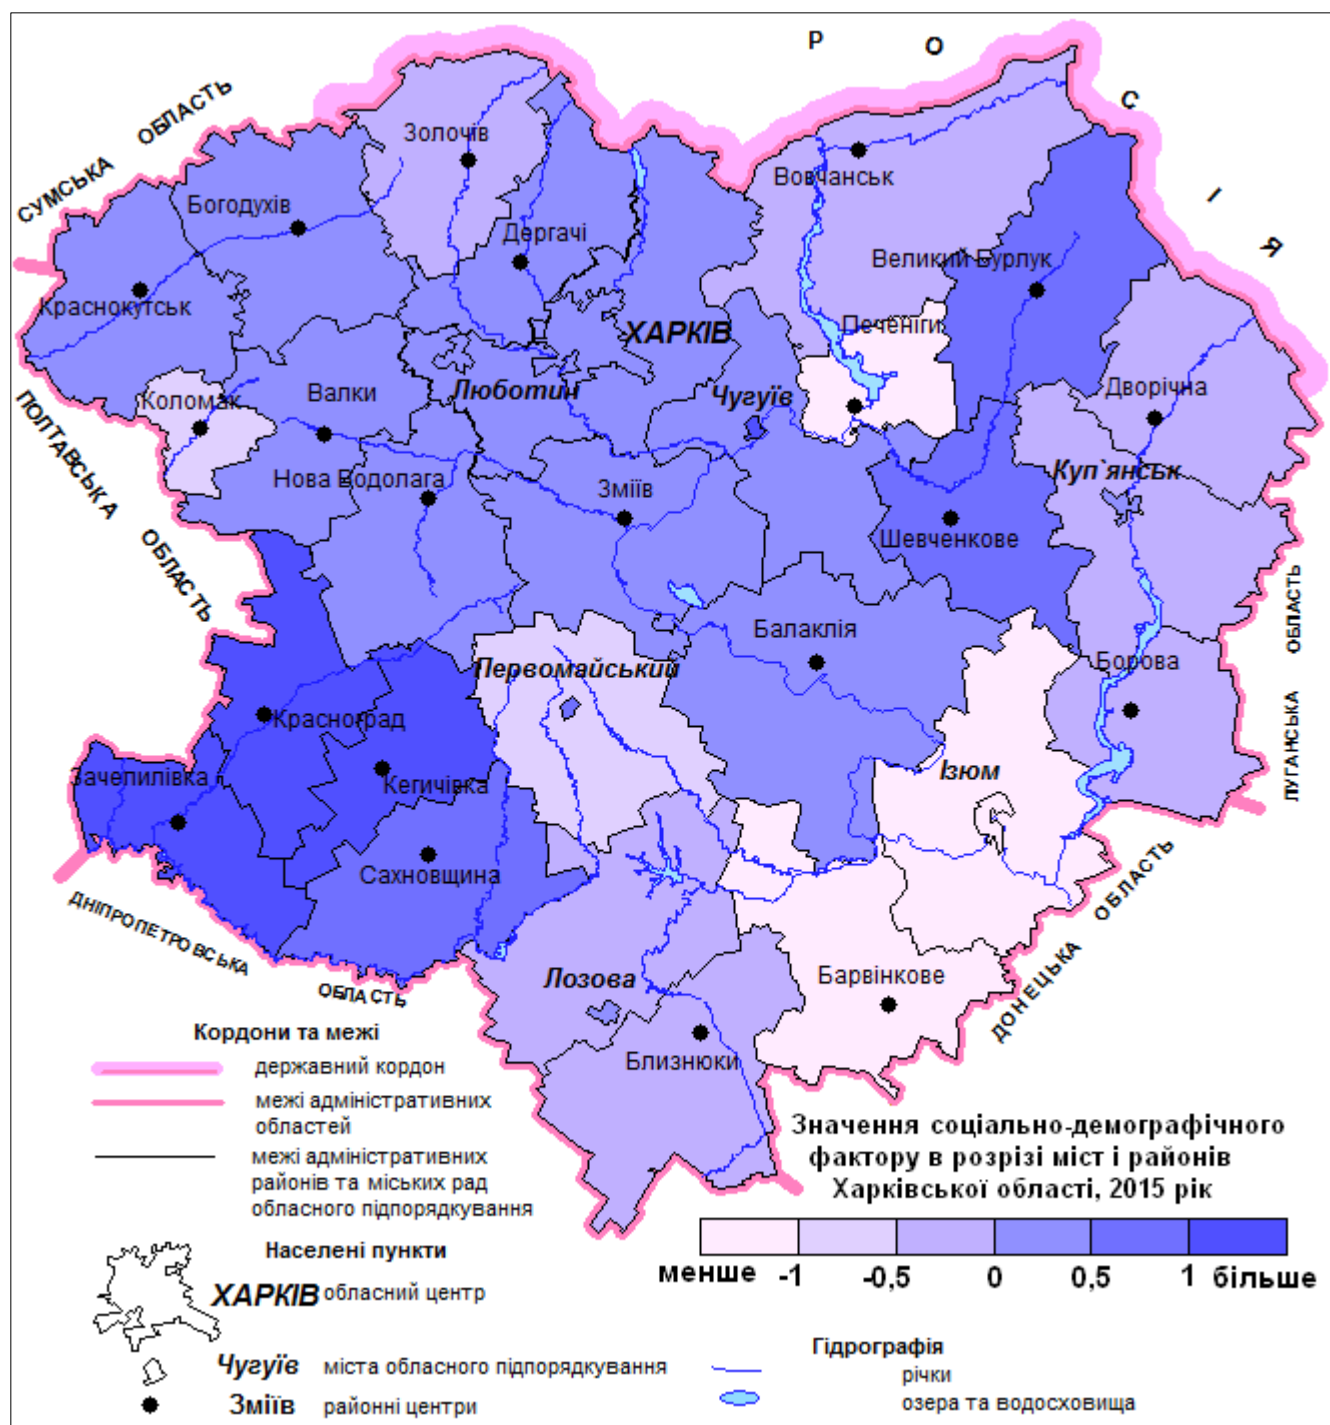 Р О С І Я
СУМСЬКА ОБЛАСТЬ
Золочів
Вовчанськ
Богодухів
Дергачі
Великий Бурлук
Краснокутськ
ХАРКІВ
Печеніги
Коломак
Валки
Люботин
Чугуїв
Дворічна
ПОЛТАВСЬКА ОБЛАСТЬ
Куп`янськ
Нова Водолага
Зміїв
Шевченкове
Балаклія
ЛУГАНСЬКА ОБЛАСТЬ
Первомайський
Борова
Красноград
Зачепилівка
Кегичівка
Ізюм
Сахновщина
ДНІПРОПЕТРОВСЬКА ОБЛАСТЬ
ДОНЕЦЬКА ОБЛАСТЬ
Лозова
Барвінкове
Близнюки
Кордони та межі
державний кордон
межі адміністративних
областей
межі адміністративних
районів та міських рад
обласного підпорядкування
Значення соціально-демографічного
фактору в розрізі міст і районів
Харківської області, 2015 рік
менше -1 -0,5 0 0,5 1 більше
Населені пункти
ХАРКІВ обласний центр
Чугуїв міста обласного підпорядкування
Зміїв районні центри
Гідрографія
річки
озера та водосховища